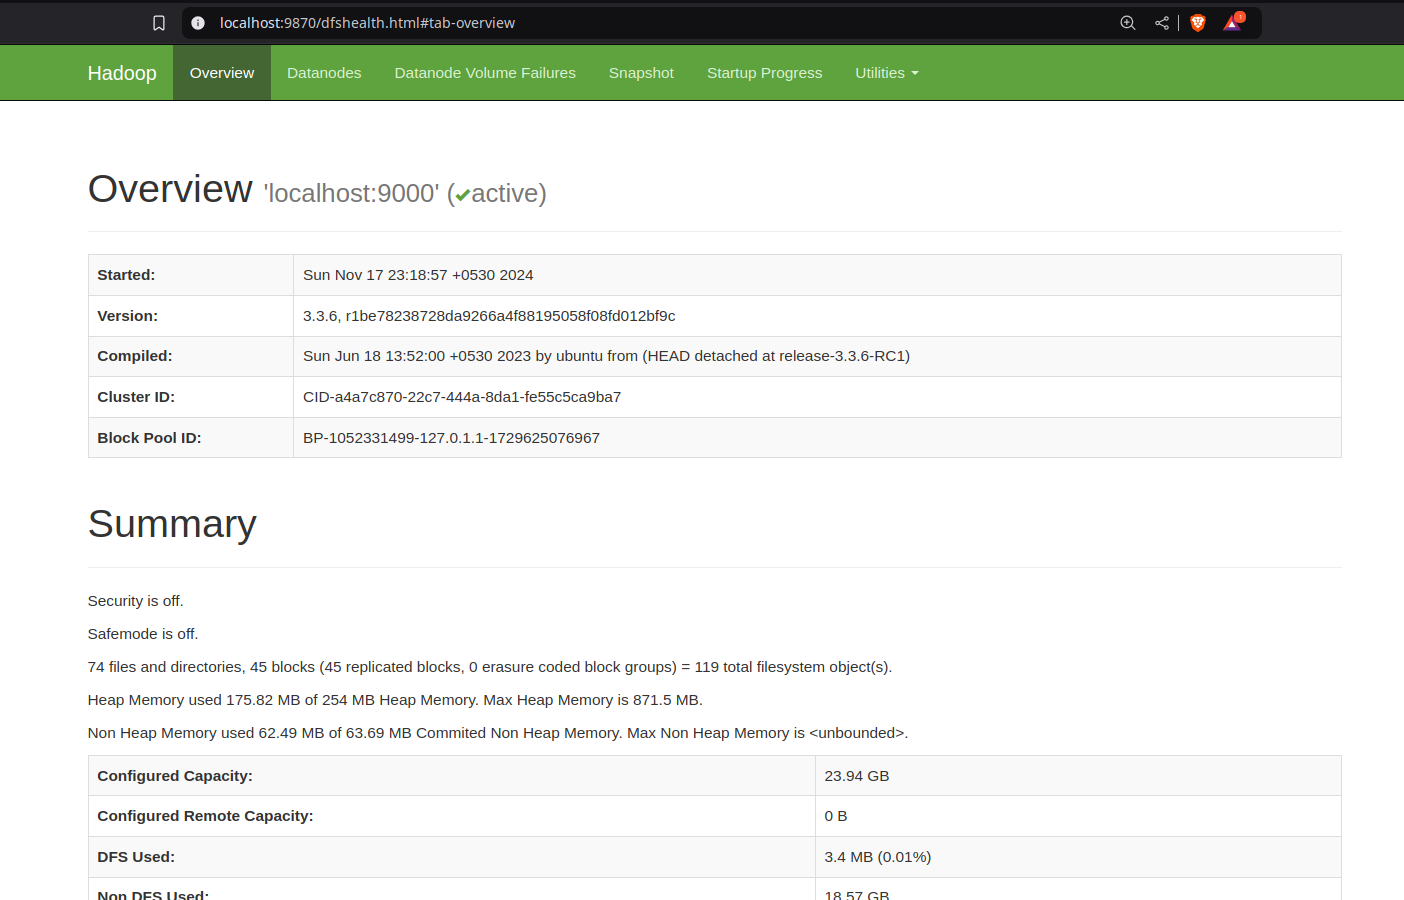 localhost:9870/dfshealth.html#tab-overview
Hadoop Overview Datanodes Datanode Volume Failures Snapshot Startup Progress Utilities
Overview 'localhost:9000' (✔active)
Started: Sun Nov 17 23:18:57 +0530 2024
Version: 3.3.6, r1be78238728da9266a4f88195058f08fd012bf9c
Compiled: Sun Jun 18 13:52:00 +0530 2023 by ubuntu from (HEAD detached at release-3.3.6-RC1)
Cluster ID: CID-a4a7c870-22c7-444a-8da1-fe55c5ca9ba7
Block Pool ID: BP-1052331499-127.0.1.1-1729625076967
Summary
Security is off.
Safemode is off.
74 files and directories, 45 blocks (45 replicated blocks, 0 erasure coded block groups) = 119 total filesystem object(s).
Heap Memory used 175.82 MB of 254 MB Heap Memory. Max Heap Memory is 871.5 MB.
Non Heap Memory used 62.49 MB of 63.69 MB Commited Non Heap Memory. Max Non Heap Memory is <unbounded>.
Configured Capacity: 23.94 GB
Configured Remote Capacity: 0 B
DFS Used: 3.4 MB (0.01%)
Non DFS Used: 18.57 GB